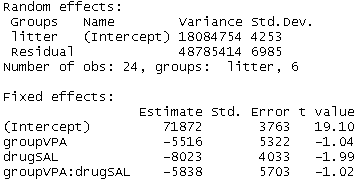 Random effects:
Groups Name Variance Std.Dev.
litter (Intercept) 18084754 4253
Residual 48785414 6985
Number of obs: 24, groups: litter, 6
Fixed effects:
Estimate Std. Error t value
(Intercept) 71872 3763 19.10
groupVPA -5516 5322 -1.04
drugSAL -8023 4033 -1.99
groupVPA:drugSAL -5838 5703 -1.02